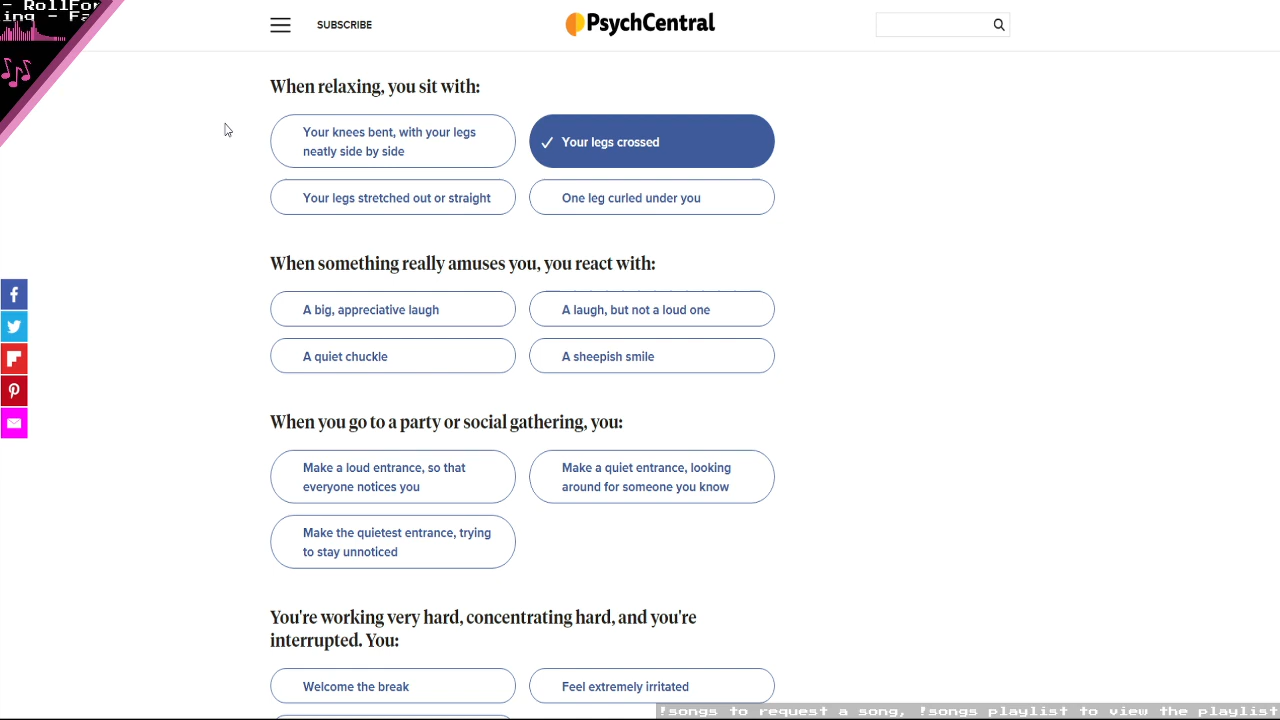 - RollFor
ing - Fa
SUBSCRIBE
PsychCentral
When relaxing, you sit with:
Your knees bent, with your legs
neatly side by side
Your legs crossed
Your legs stretched out or straight
One leg curled under you
When something really amuses you, you react with:
A big, appreciative laugh
A laugh, but not a loud one
A quiet chuckle
A sheepish smile
When you go to a party or social gathering, you:
Make a loud entrance, so that
everyone notices you
Make a quiet entrance, looking
around for someone you know
Make the quietest entrance, trying
to stay unnoticed
You're working very hard, concentrating hard, and you're
interrupted. You:
Welcome the break
Feel extremely irritated
!songs to request a song, !songs playlist to view the playlist